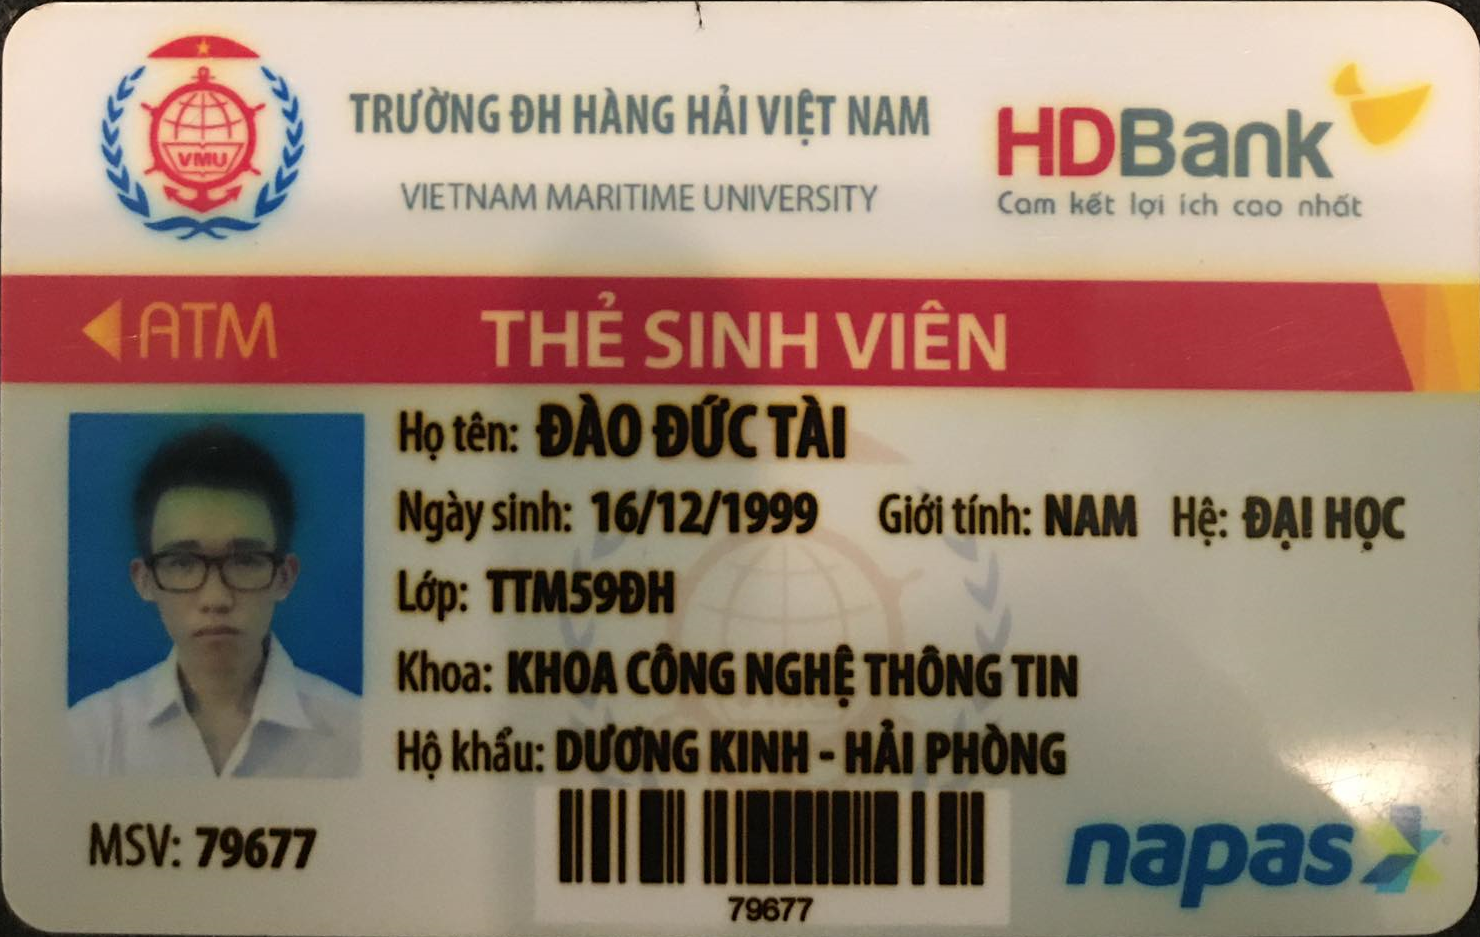 TRƯỜNG ĐH HÀNG HẢI VIỆT NAM
VIETNAM MARITIME UNIVERSITY
VMU
HDBank
Cam kết lợi ích cao nhất
ATM
THẺ SINH VIÊN
Họ tên: ĐÀO ĐỨC TÀI
Ngày sinh: 16/12/1999 Giới tính: NAM Hệ: ĐẠI HỌC
Lớp: TTM59ĐH
Khoa: KHOA CÔNG NGHỆ THÔNG TIN
Hộ khẩu: DƯƠNG KINH - HẢI PHÒNG
MSV: 79677
79677
napas